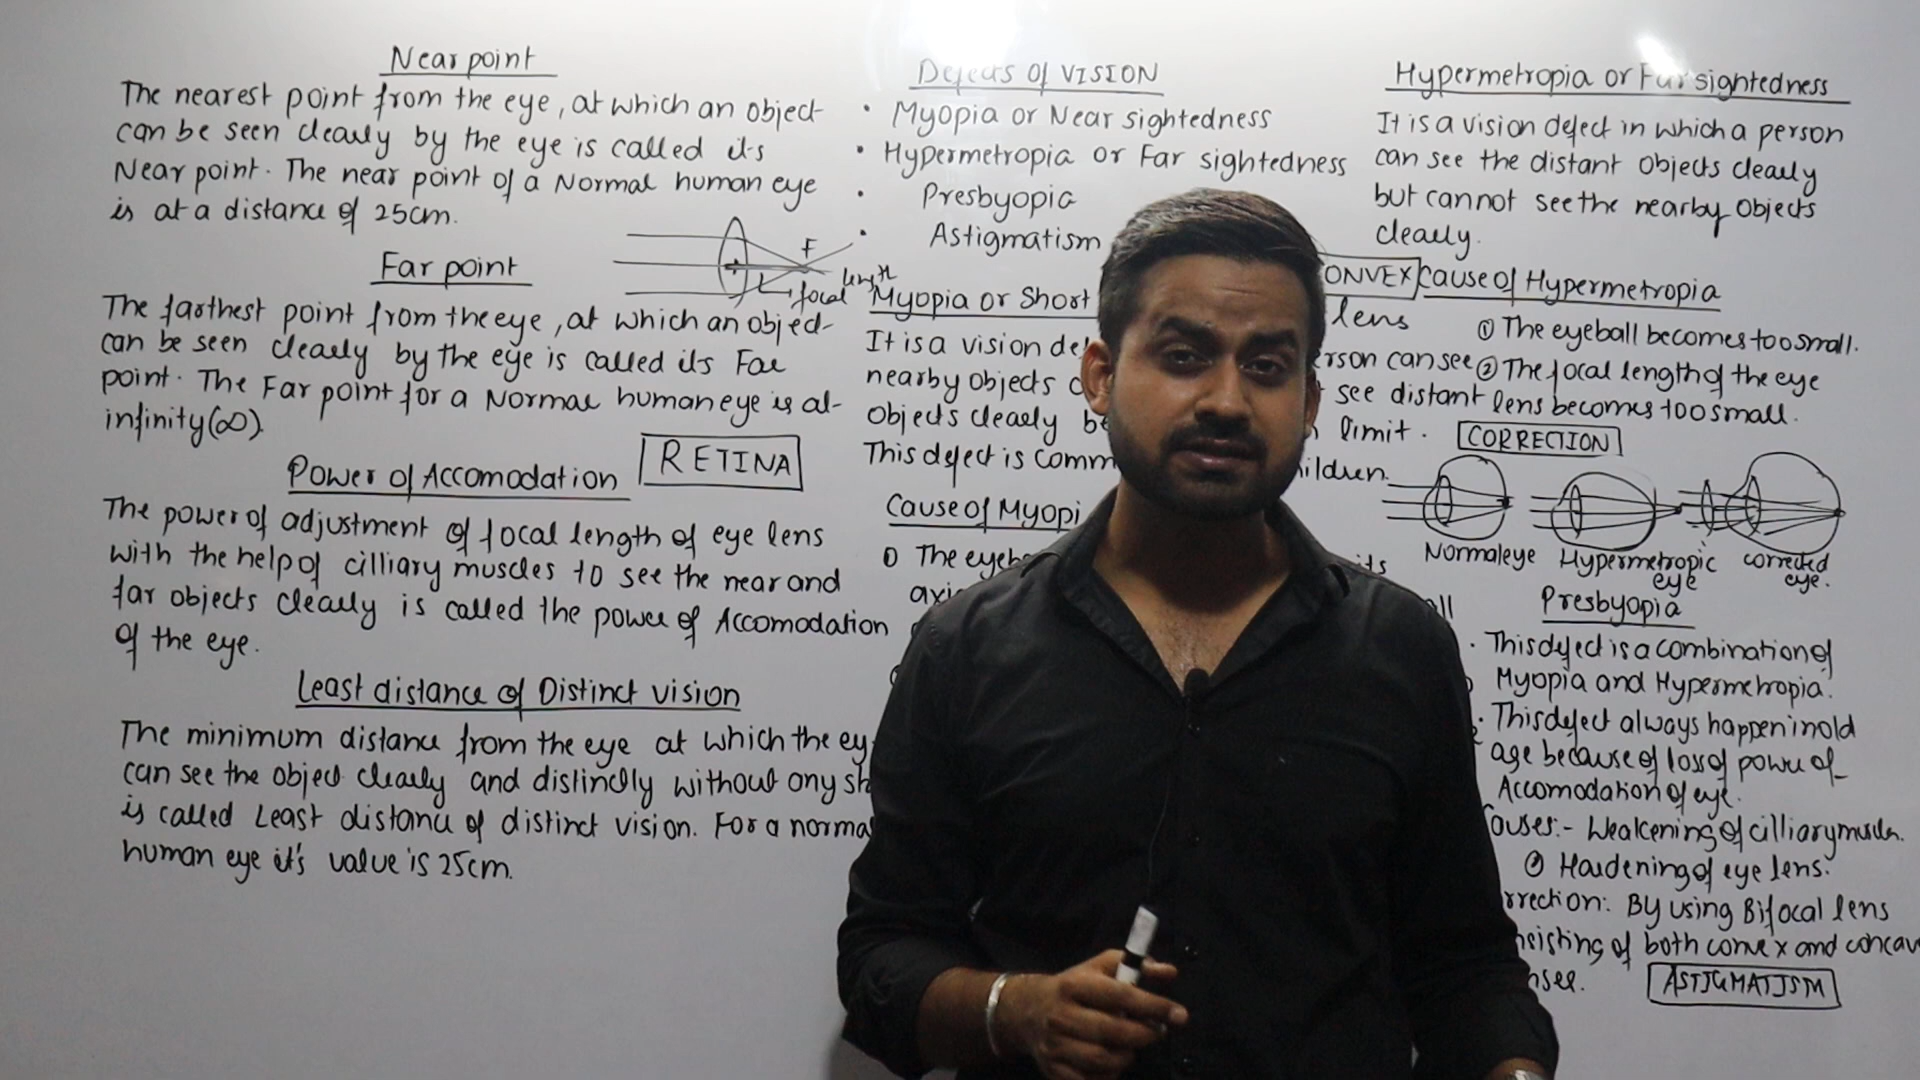 Near point
The nearest point from the eye, at which an object
can be seen clearly by the eye is called its
Near point. The near point of a Normal human eye
is at a distance of 25cm.
F
focal length
Far point
The farthest point from the eye, at which an object
can be seen clearly by the eye is called its Far
point. The Far point for a Normal human eye is at
infinity (∞).
RETINA
Power of Accomodation
The power of adjustment of focal length of eye lens
with the help of cilliary muscles to see the near and
far objects clearly is called the power of Accomodation
of the eye.
Least distance of Distinct vision
The minimum distance from the eye at which the ey
can see the object clearly and distinctly without any
is called Least distance of distinct vision. For a norma
human eye it's value is 25cm.
Defects Of VISION
• Myopia or Near sightedness
• Hypermetropia or Far sightedness
• Presbyopia
• Astigmatism
Myopia or Short
It is a vision de rson can see
nearby objects see distant
Objects clearly be limit.
This defect is comm ildren.
Cause of Myopi
① The eyeb its
axi
ONVEX
lens
Hypermetropia or Far sightedness
It is a vision defect in which a person
can see the distant objects clearly
but cannot see the nearby objects
clearly.
Cause of Hypermetropia
① The eyeball becomes too small.
② The focal length of the eye
lens becomes too small.
CORRECTION
Normal eye
Hypermetropic eye
corrected eye.
Presbyopia
• This defect is a combination of
Myopia and Hypermetropia.
• This defect always happen in old
age because of loss of power of
Accomodation of eye.
Causes:- Weakening of cilliary muscles.
② Hardening of eye lens.
rrection: By using Bifocal lens
nsisting of both convex and concav
nses.
ASTIGMATISM